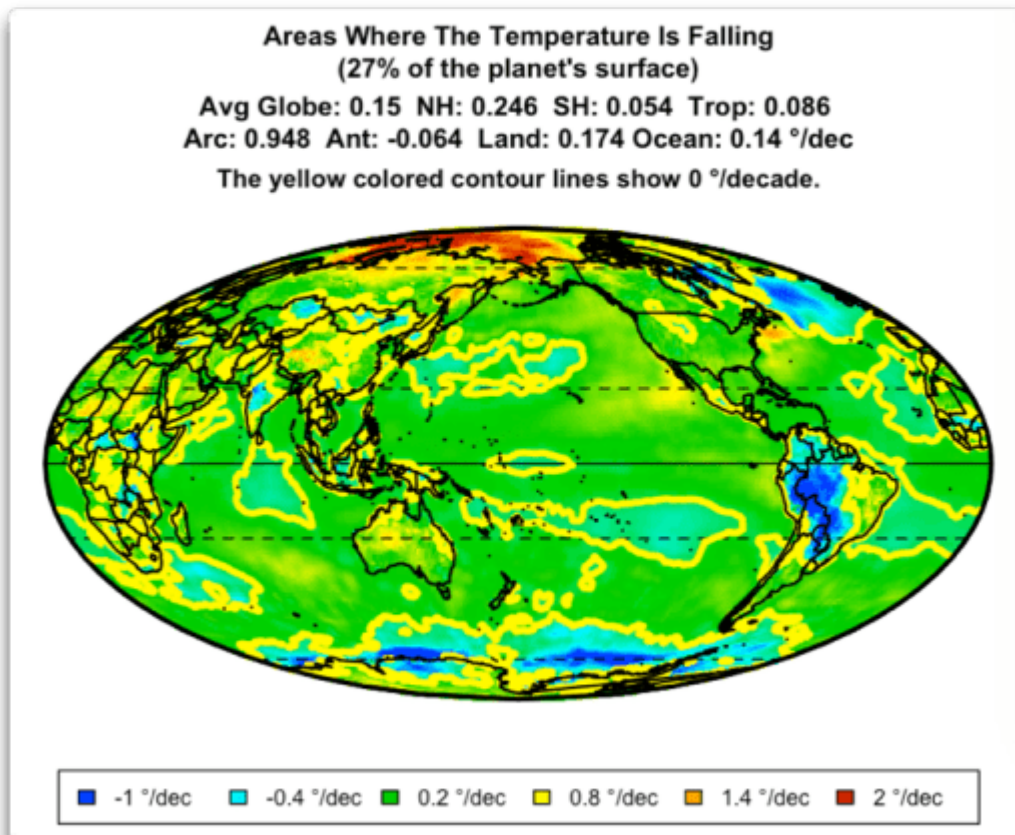 Areas Where The Temperature Is Falling
(27% of the planet's surface)
Avg Globe: 0.15 NH: 0.246 SH: 0.054 Trop: 0.086
Arc: 0.948 Ant: -0.064 Land: 0.174 Ocean: 0.14 °/dec
The yellow colored contour lines show 0 °/decade.
-1 °/dec -0.4 °/dec 0.2 °/dec 0.8 °/dec 1.4 °/dec 2 °/dec